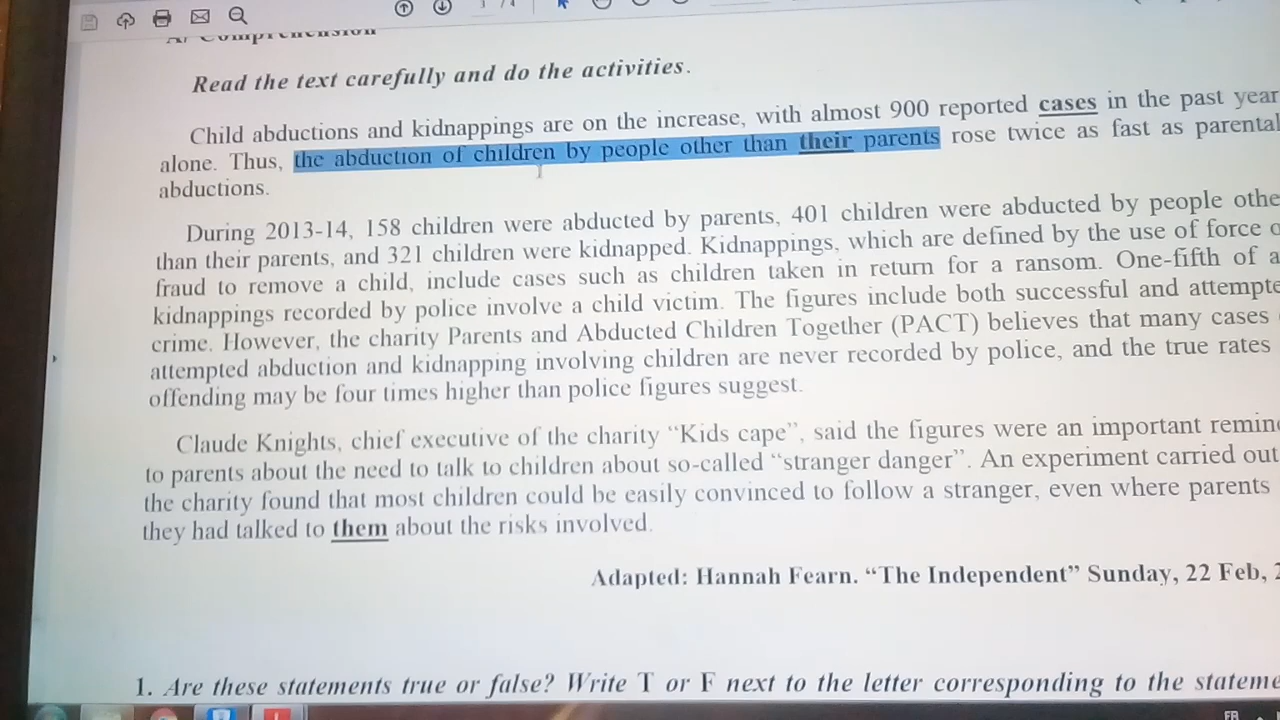 A/ Comprehension
Read the text carefully and do the activities.
Child abductions and kidnappings are on the increase, with almost 900 reported cases in the past year
alone. Thus, the abduction of children by people other than their parents rose twice as fast as parental
abductions.
During 2013-14, 158 children were abducted by parents, 401 children were abducted by people othe
than their parents, and 321 children were kidnapped. Kidnappings, which are defined by the use of force o
fraud to remove a child, include cases such as children taken in return for a ransom. One-fifth of a
kidnappings recorded by police involve a child victim. The figures include both successful and attempte
crime. However, the charity Parents and Abducted Children Together (PACT) believes that many cases
attempted abduction and kidnapping involving children are never recorded by police, and the true rates
offending may be four times higher than police figures suggest.
Claude Knights, chief executive of the charity “Kids cape”, said the figures were an important remin
to parents about the need to talk to children about so-called “stranger danger”. An experiment carried out
the charity found that most children could be easily convinced to follow a stranger, even where parents
they had talked to them about the risks involved.
Adapted: Hannah Fearn. “The Independent” Sunday, 22 Feb, 2
1. Are these statements true or false? Write T or F next to the letter corresponding to the stateme
FR